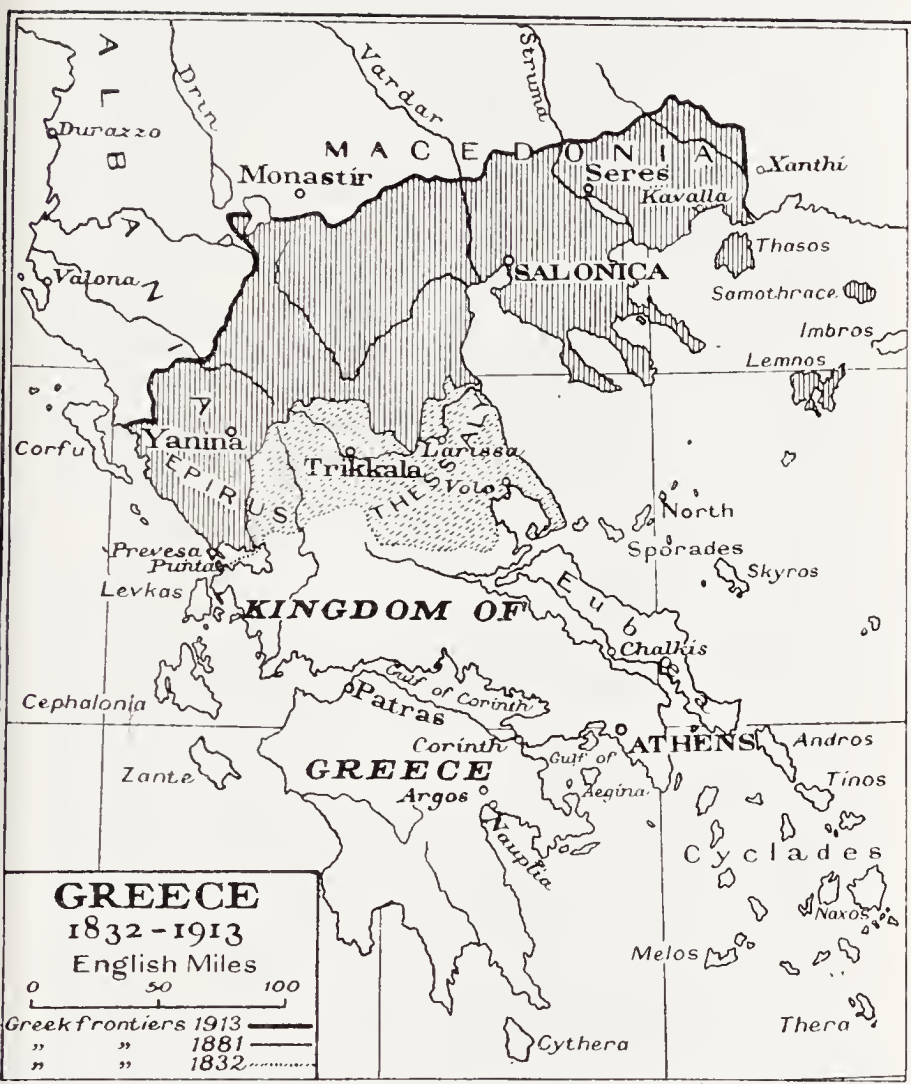 ALBANIA
Drin
Vardar
Struma
Durazzo
MACEDONIA
Monastir
Seres
Xanthi
Kavalla
Thasos
Valona
SALONICA
Samothrace
Imbros
Lemnos
Corfu
Yanina
EPIRUS
Trikkala
Larissa
THESSALY
Volo
North
Sporades
Prevesa
Punta
Skyros
Levkas
KINGDOM OF
Euboea
Chalkis
Cephalonia
Gulf of Corinth
Patras
Corinth
ATHENS
Andros
Zante
GREECE
Gulf of
Aegina
Tinos
Argos
Nauplia
Cyclades
Naxos
Melos
Thera
Cythera
GREECE
1832-1913
English Miles
0 50 100
Greek frontiers 1913
„ „ 1881
„ „ 1832